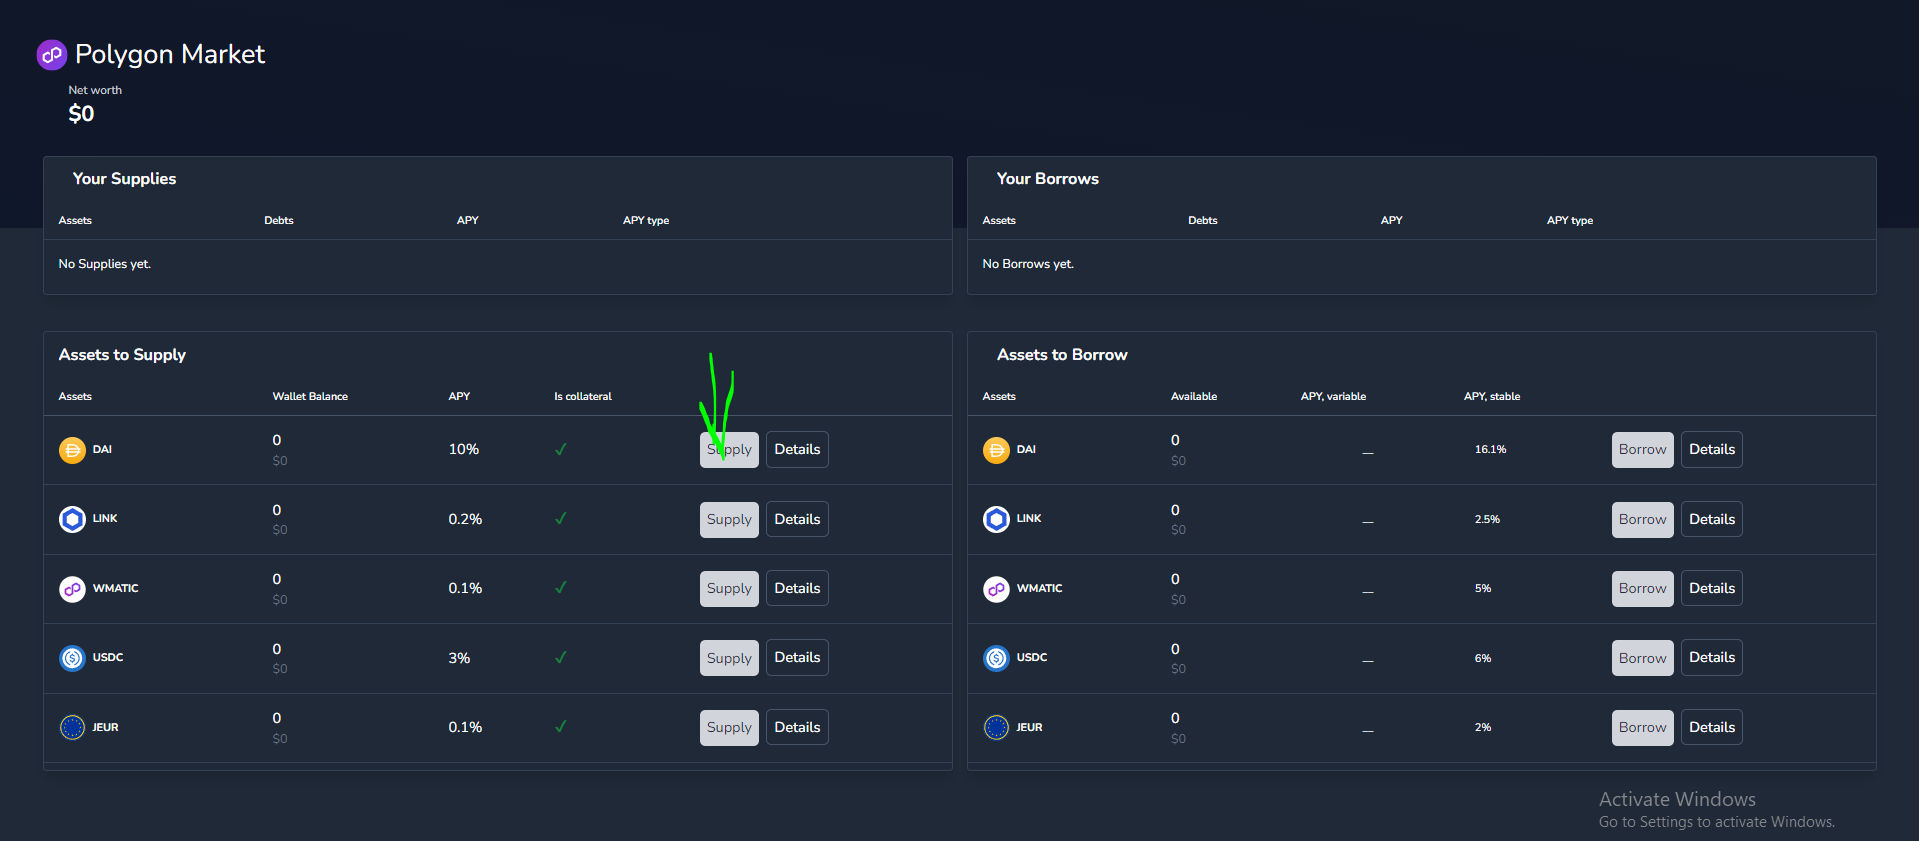 Polygon Market
Net worth
$0
Your Supplies
Assets Debts APY APY type
No Supplies yet.
Your Borrows
Assets Debts APY APY type
No Borrows yet.
Assets to Supply
Assets Wallet Balance APY Is collateral
DAI 0 10% ✓ Supply Details
$0
LINK 0 0.2% ✓ Supply Details
$0
WMATIC 0 0.1% ✓ Supply Details
$0
USDC 0 3% ✓ Supply Details
$0
JEUR 0 0.1% ✓ Supply Details
$0
Assets to Borrow
Assets Available APY, variable APY, stable
DAI 0 — 16.1% Borrow Details
$0
LINK 0 — 2.5% Borrow Details
$0
WMATIC 0 — 5% Borrow Details
$0
USDC 0 — 6% Borrow Details
$0
JEUR 0 — 2% Borrow Details
$0
Activate Windows
Go to Settings to activate Windows.